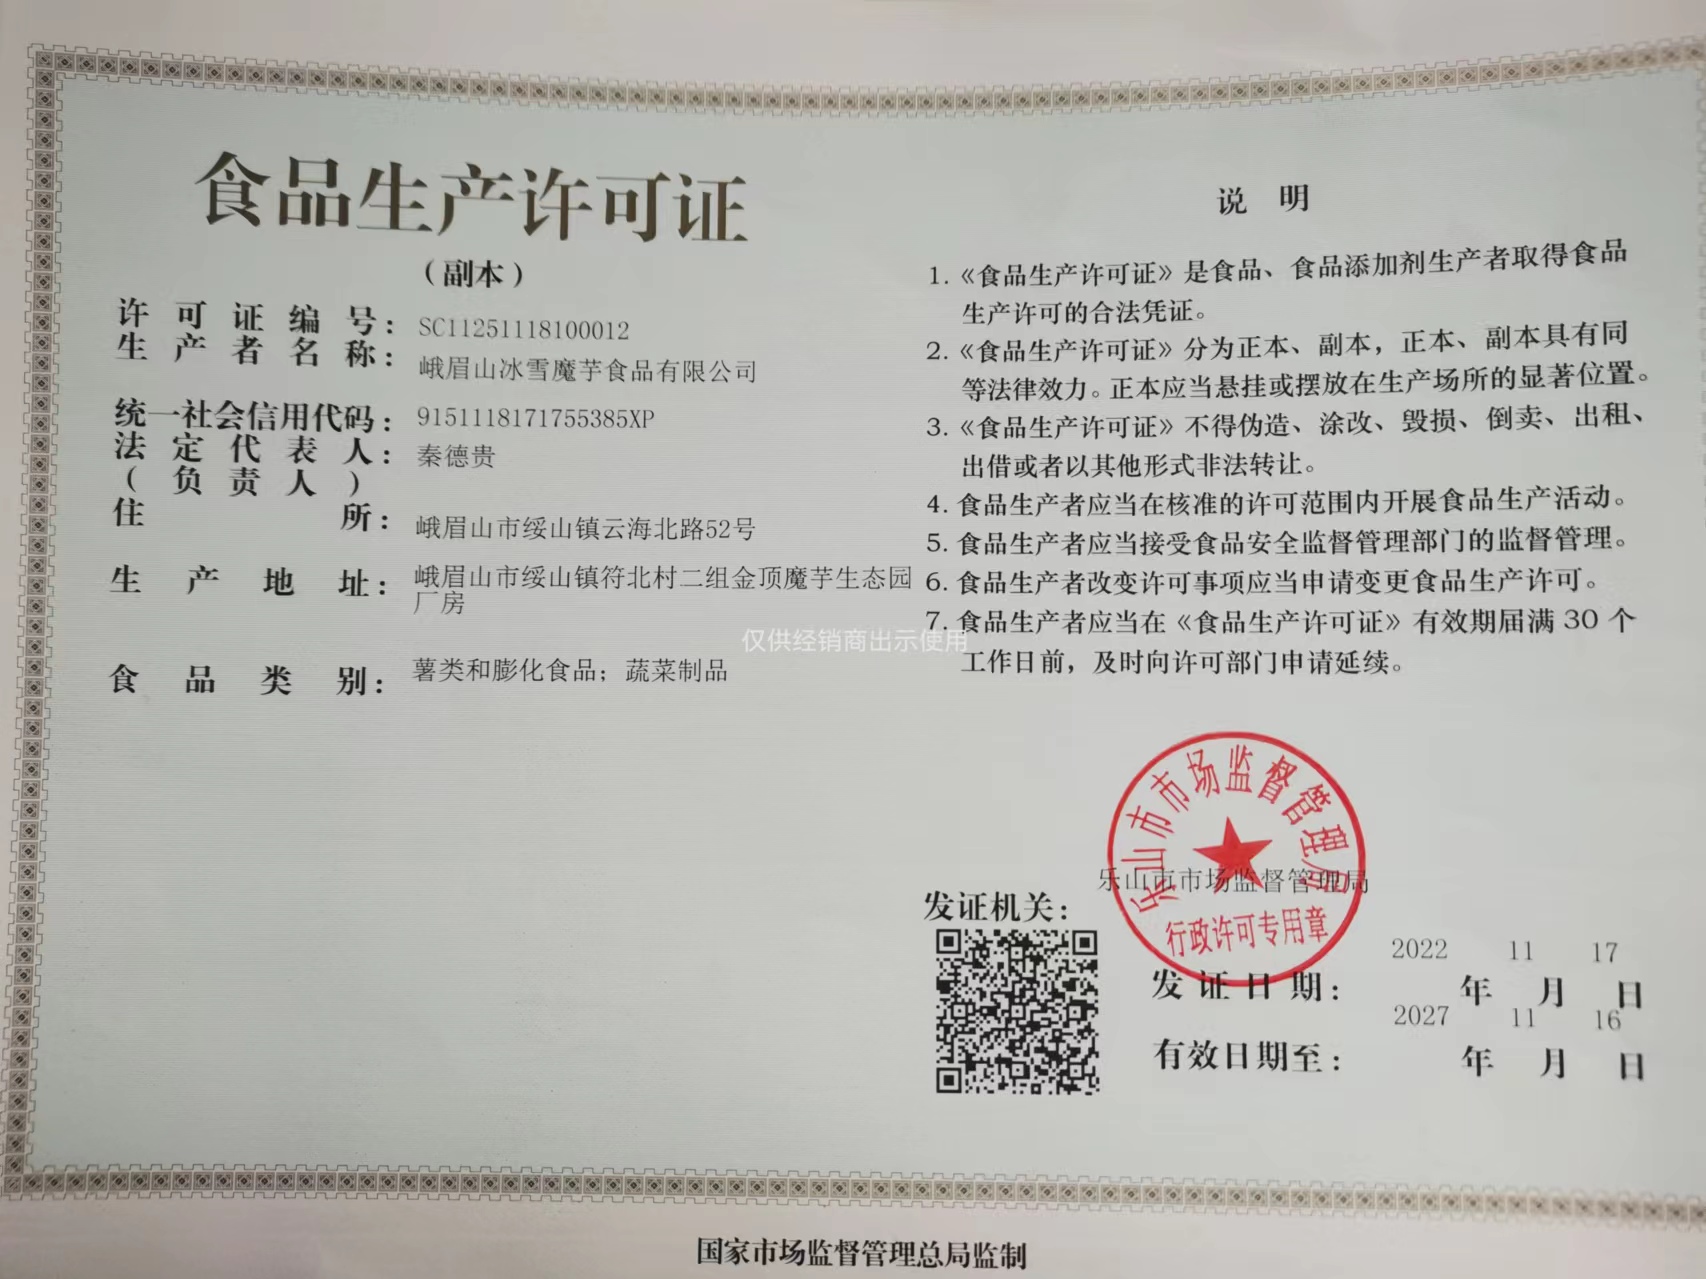 食品生产许可证
（副本）
许可证编号：SC11251118100012
生产者名称：峨眉山冰雪魔芋食品有限公司
统一社会信用代码：9151118171755385XP
法定代表人：秦德贵
（负责人）
住所：峨眉山市绥山镇云海北路52号
生产地址：峨眉山市绥山镇符北村二组金顶魔芋生态园
厂房
食品类别：薯类和膨化食品；蔬菜制品
仅供经销商出示使用
说 明
1.《食品生产许可证》是食品、食品添加剂生产者取得食品
生产许可的合法凭证。
2.《食品生产许可证》分为正本、副本，正本、副本具有同
等法律效力。正本应当悬挂或摆放在生产场所的显著位置。
3.《食品生产许可证》不得伪造、涂改、毁损、倒卖、出租、
出借或者以其他形式非法转让。
4.食品生产者应当在核准的许可范围内开展食品生产活动。
5.食品生产者应当接受食品安全监督管理部门的监督管理。
6.食品生产者改变许可事项应当申请变更食品生产许可。
7.食品生产者应当在《食品生产许可证》有效期届满 30 个
工作日前，及时向许可部门申请延续。
乐山市市场监督管理局
行政许可专用章
发证机关：乐山市市场监督管理局
发证日期：2022年11月17日
有效日期至：2027年11月16日
国家市场监督管理总局监制